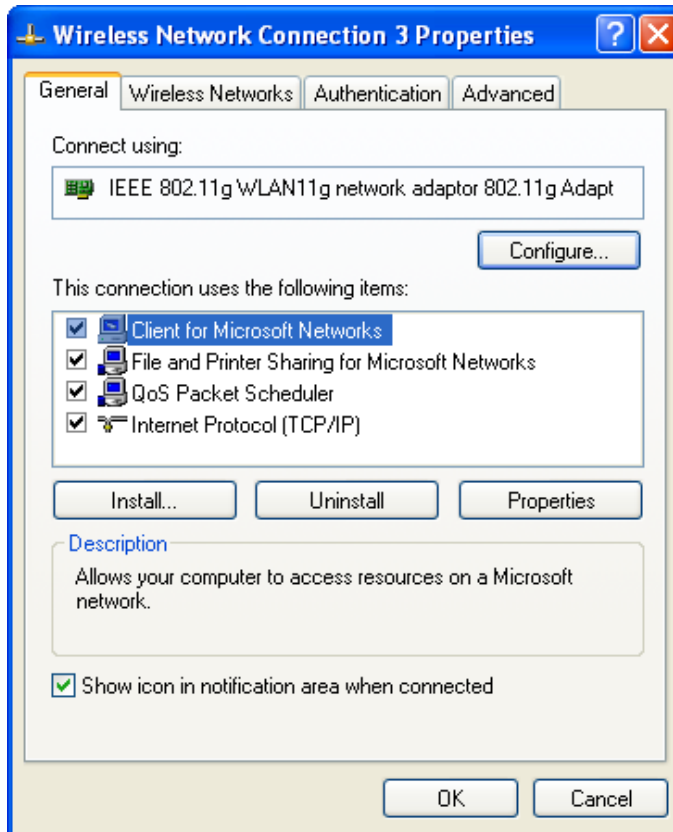 Wireless Network Connection 3 Properties ?
General Wireless Networks Authentication Advanced
Connect using:
IEEE 802.11g WLAN11g network adaptor 802.11g Adapt
Configure...
This connection uses the following items:
Client for Microsoft Networks
File and Printer Sharing for Microsoft Networks
QoS Packet Scheduler
Internet Protocol (TCP/IP)
Install... Uninstall Properties
Description
Allows your computer to access resources on a Microsoft
network.
Show icon in notification area when connected
OK Cancel